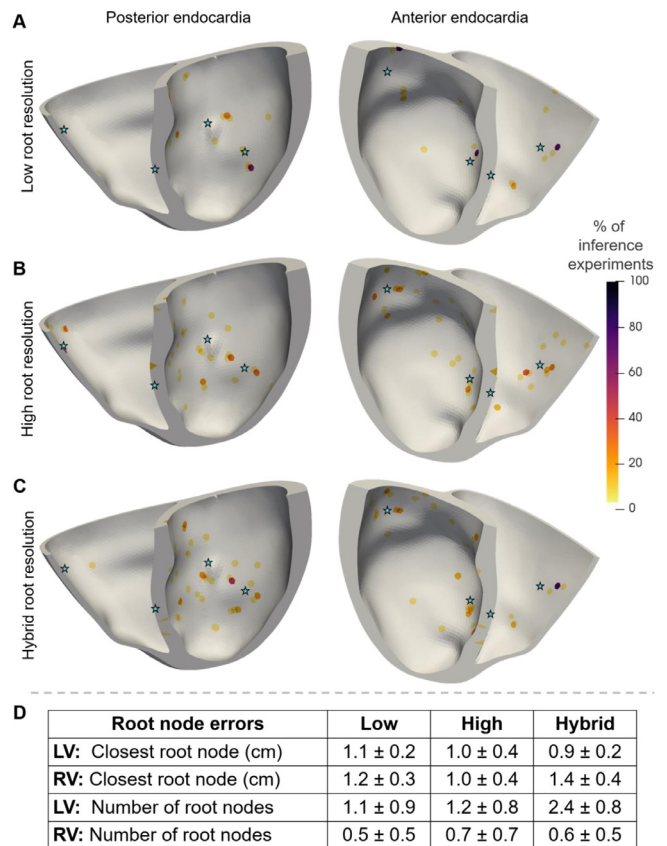 Posterior endocardia
Anterior endocardia
A
Low root resolution
% of
inference
experiments
100
80
60
40
20
0
B
High root resolution
C
Hybrid root resolution
D
Root node errors Low High Hybrid
LV: Closest root node (cm) 1.1 ± 0.2 1.0 ± 0.4 0.9 ± 0.2
RV: Closest root node (cm) 1.2 ± 0.3 1.0 ± 0.4 1.4 ± 0.4
LV: Number of root nodes 1.1 ± 0.9 1.2 ± 0.8 2.4 ± 0.8
RV: Number of root nodes 0.5 ± 0.5 0.7 ± 0.7 0.6 ± 0.5